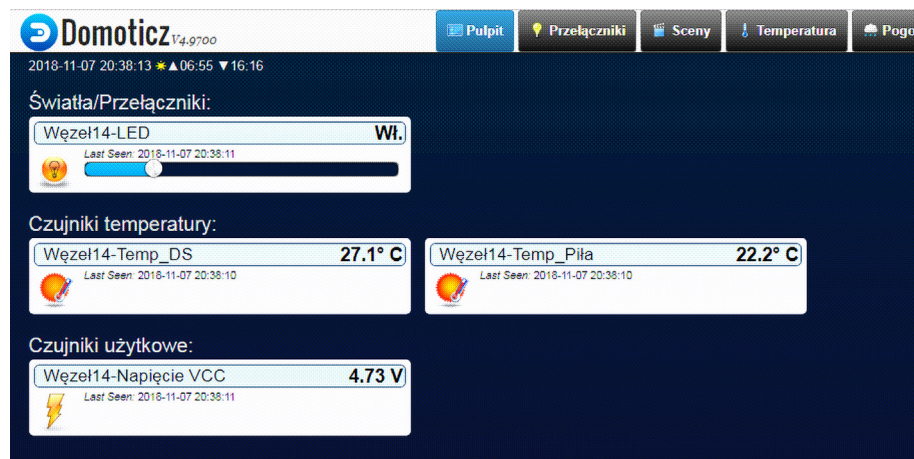 Domoticz V4.9700
Pulpit Przełączniki Sceny Temperatura Pogo
2018-11-07 20:38:13 ▲06:55 ▼16:16
Światła/Przełączniki:
Węzeł14-LED Wł.
Last Seen: 2018-11-07 20:38:11
Czujniki temperatury:
Węzeł14-Temp_DS 27.1° C
Last Seen: 2018-11-07 20:38:10
Węzeł14-Temp_Piła 22.2° C
Last Seen: 2018-11-07 20:38:10
Czujniki użytkowe:
Węzeł14-Napięcie VCC 4.73 V
Last Seen: 2018-11-07 20:38:11